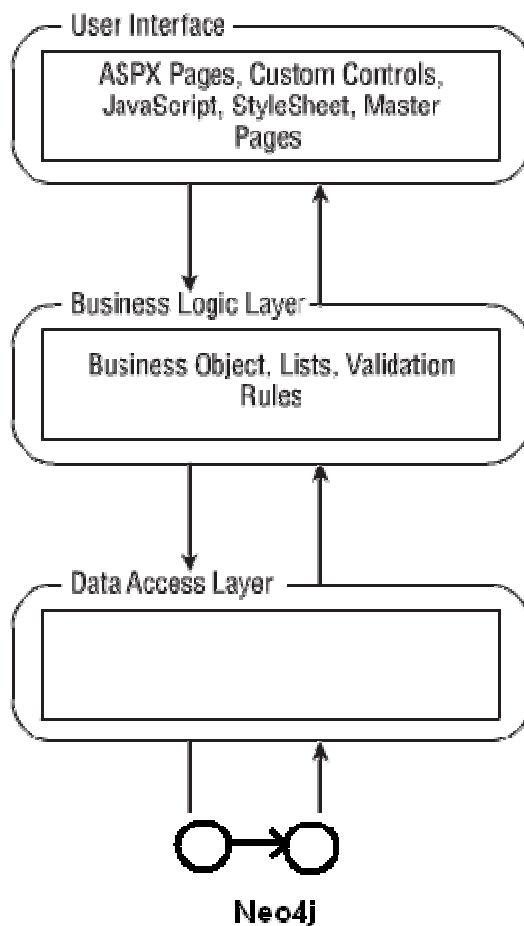 User Interface
ASPX Pages, Custom Controls,
JavaScript, StyleSheet, Master
Pages
Business Logic Layer
Business Object, Lists, Validation
Rules
Data Access Layer
Neo4j